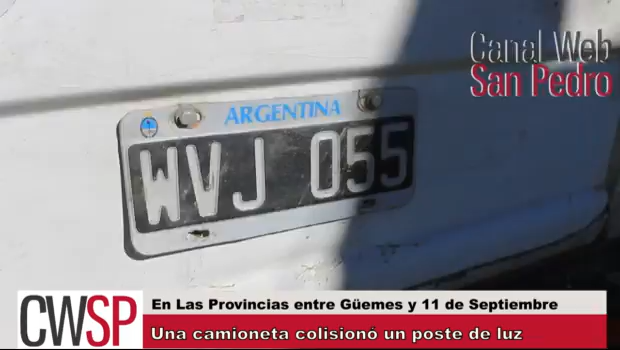 Canal Web
San Pedro
ARGENTINA
WVJ 055
CWSP
En Las Provincias entre Güemes y 11 de Septiembre
Una camioneta colisionó un poste de luz